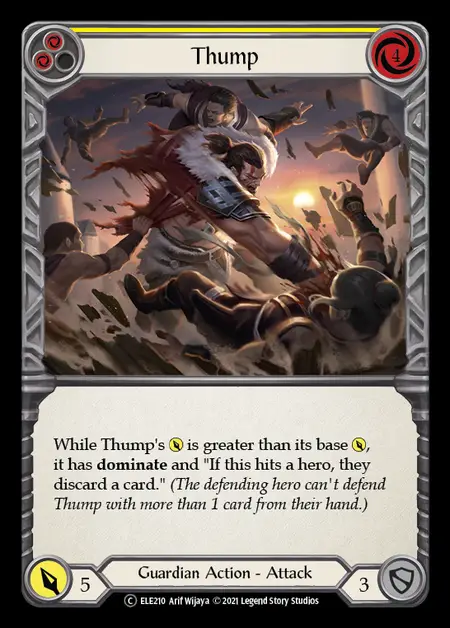 Thump
4
While Thump's is greater than its base ,
it has dominate and "If this hits a hero, they
discard a card." (The defending hero can't defend
Thump with more than 1 card from their hand.)
5
Guardian Action - Attack
3
C ELE210 Arif Wijaya © 2021 Legend Story Studios